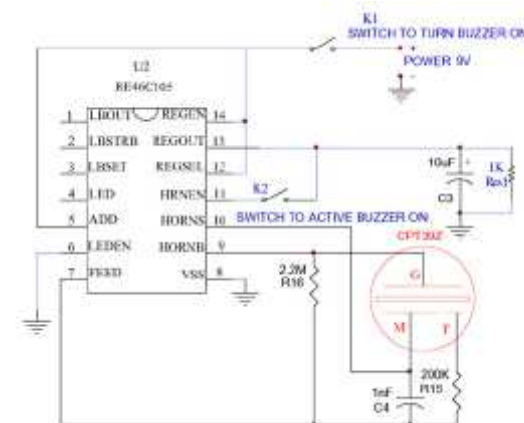 K1
SWITCH TO TURN BUZZER ON
POWER 9V
U2
RE46C105
1 LBOUT REGEN 14
2 LBSTRB REGOUT 13
3 LBSET REGSEL 12
4 LED HRNEN 11
5 ADD HORNS 10
6 LEDEN HORNB 9
7 FEED VSS 8
K2
SWITCH TO ACTIVE BUZZER ON
10uF
+
C3
1K
CPT39Z
G
M
F
2.2M
R16
200K
R15
1nF
C4